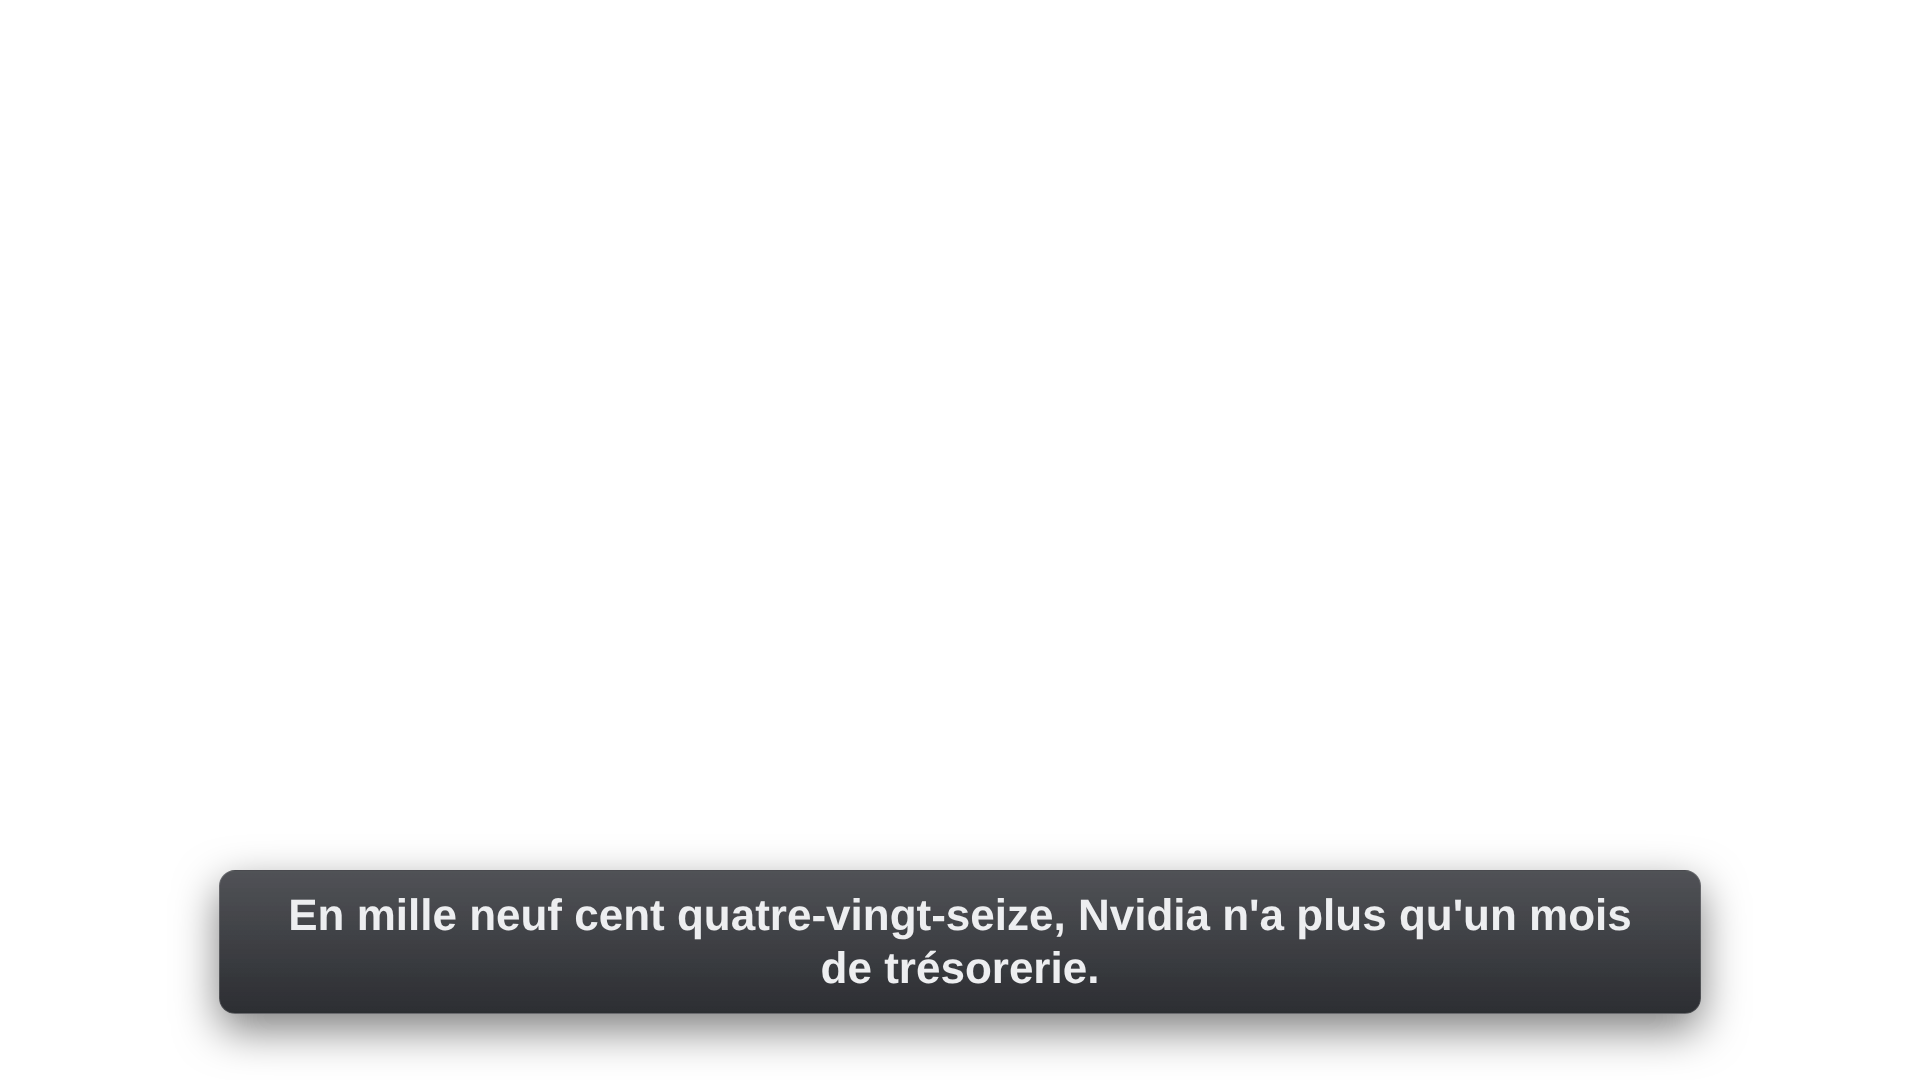 En mille neuf cent quatre-vingt-seize, Nvidia n'a plus qu'un mois
de trésorerie.